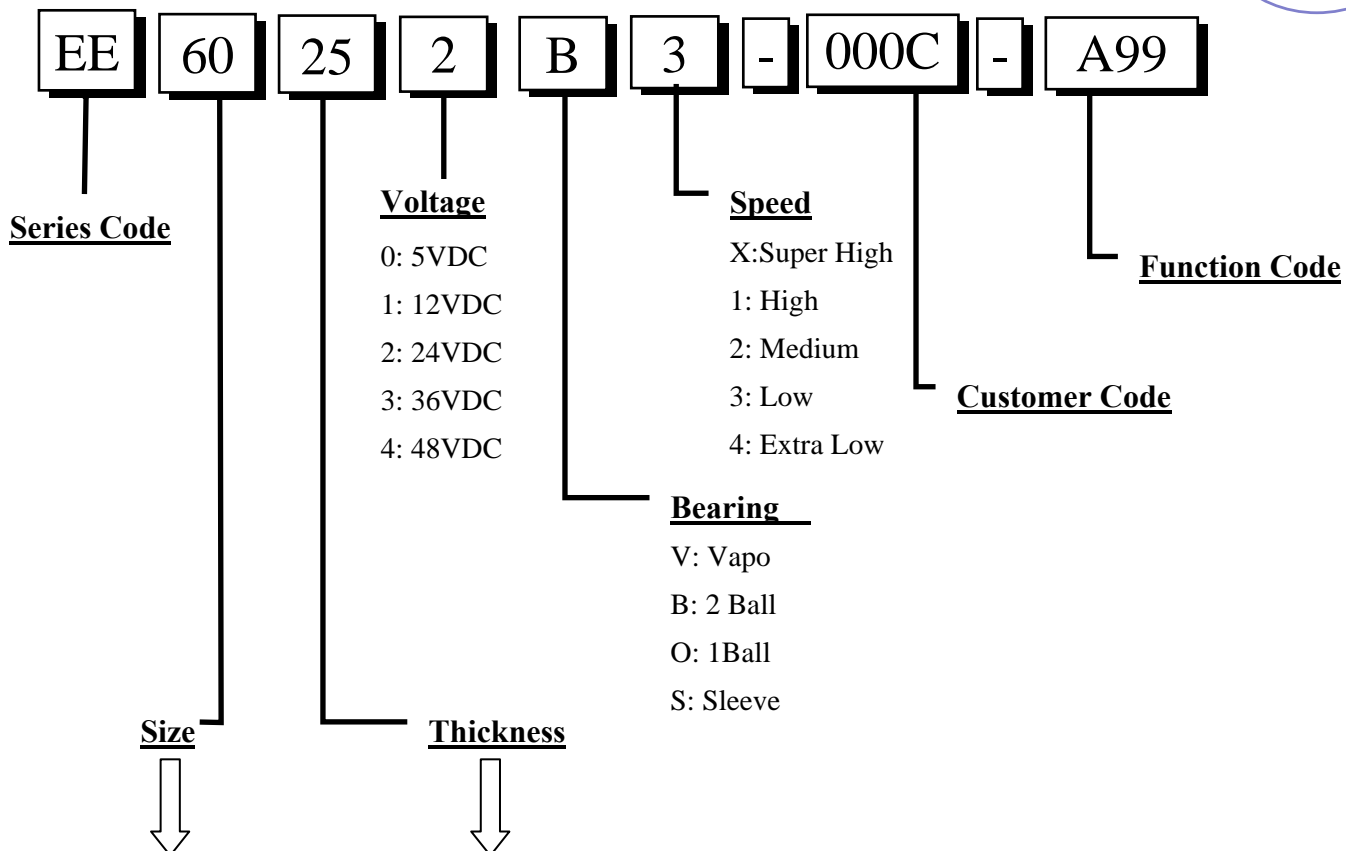 EE 60 25 2 B 3 - 000C - A99
Series Code
Voltage
0: 5VDC
1: 12VDC
2: 24VDC
3: 36VDC
4: 48VDC
Speed
X:Super High
1: High
2: Medium
3: Low
4: Extra Low
Function Code
Customer Code
Bearing
V: Vapo
B: 2 Ball
O: 1Ball
S: Sleeve
Size
Thickness